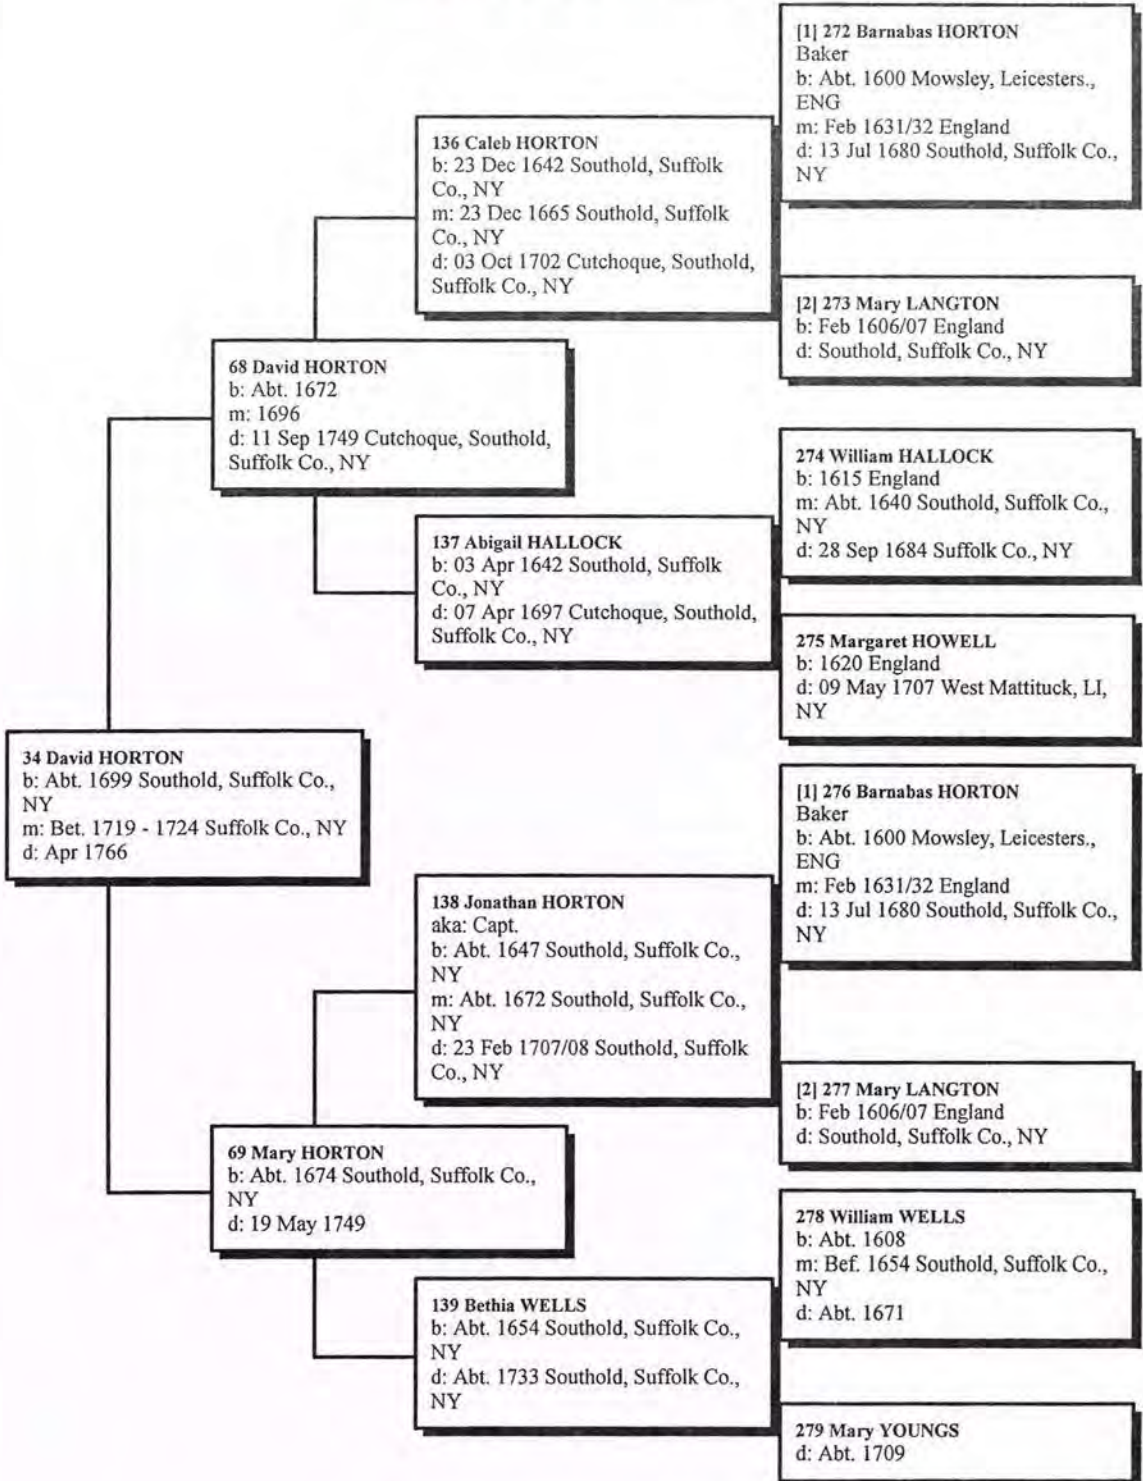 [1] 272 Barnabas HORTON
Baker
b: Abt. 1600 Mowsley, Leicesters.,
ENG
m: Feb 1631/32 England
d: 13 Jul 1680 Southold, Suffolk Co.,
NY
136 Caleb HORTON
b: 23 Dec 1642 Southold, Suffolk
Co., NY
m: 23 Dec 1665 Southold, Suffolk
Co., NY
d: 03 Oct 1702 Cutchoque, Southold,
Suffolk Co., NY
[2] 273 Mary LANGTON
b: Feb 1606/07 England
d: Southold, Suffolk Co., NY
68 David HORTON
b: Abt. 1672
m: 1696
d: 11 Sep 1749 Cutchoque, Southold,
Suffolk Co., NY
274 William HALLOCK
b: 1615 England
m: Abt. 1640 Southold, Suffolk Co.,
NY
d: 28 Sep 1684 Suffolk Co., NY
137 Abigail HALLOCK
b: 03 Apr 1642 Southold, Suffolk
Co., NY
d: 07 Apr 1697 Cutchoque, Southold,
Suffolk Co., NY
275 Margaret HOWELL
b: 1620 England
d: 09 May 1707 West Mattituck, LI,
NY
34 David HORTON
b: Abt. 1699 Southold, Suffolk Co.,
NY
m: Bet. 1719 - 1724 Suffolk Co., NY
d: Apr 1766
[1] 276 Barnabas HORTON
Baker
b: Abt. 1600 Mowsley, Leicesters.,
ENG
m: Feb 1631/32 England
d: 13 Jul 1680 Southold, Suffolk Co.,
NY
138 Jonathan HORTON
aka: Capt.
b: Abt. 1647 Southold, Suffolk Co.,
NY
m: Abt. 1672 Southold, Suffolk Co.,
NY
d: 23 Feb 1707/08 Southold, Suffolk
Co., NY
[2] 277 Mary LANGTON
b: Feb 1606/07 England
d: Southold, Suffolk Co., NY
69 Mary HORTON
b: Abt. 1674 Southold, Suffolk Co.,
NY
d: 19 May 1749
278 William WELLS
b: Abt. 1608
m: Bef. 1654 Southold, Suffolk Co.,
NY
d: Abt. 1671
139 Bethia WELLS
b: Abt. 1654 Southold, Suffolk Co.,
NY
d: Abt. 1733 Southold, Suffolk Co.,
NY
279 Mary YOUNGS
d: Abt. 1709